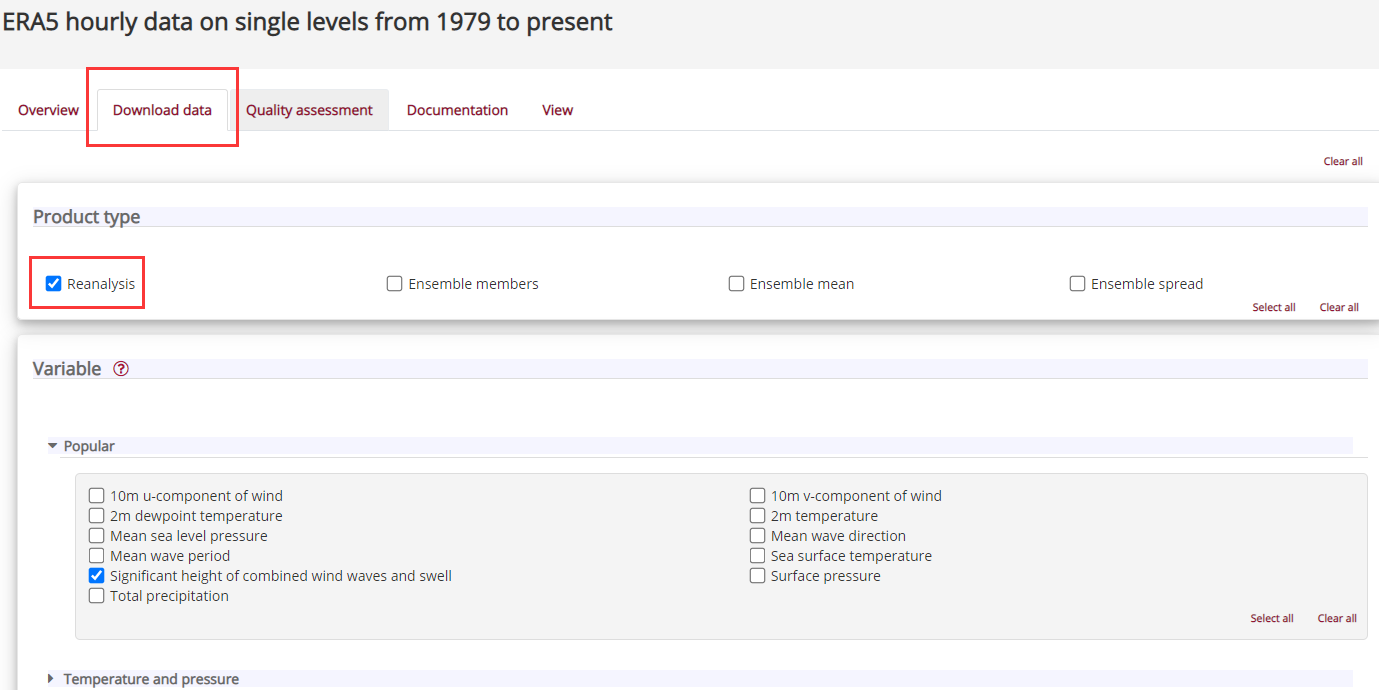 ERA5 hourly data on single levels from 1979 to present
Overview Download data Quality assessment Documentation View
Clear all
Product type
Reanalysis Ensemble members Ensemble mean Ensemble spread
Select all Clear all
Variable ?
Popular
10m u-component of wind 10m v-component of wind
2m dewpoint temperature 2m temperature
Mean sea level pressure Mean wave direction
Mean wave period Sea surface temperature
Significant height of combined wind waves and swell Surface pressure
Total precipitation
Select all Clear all
Temperature and pressure